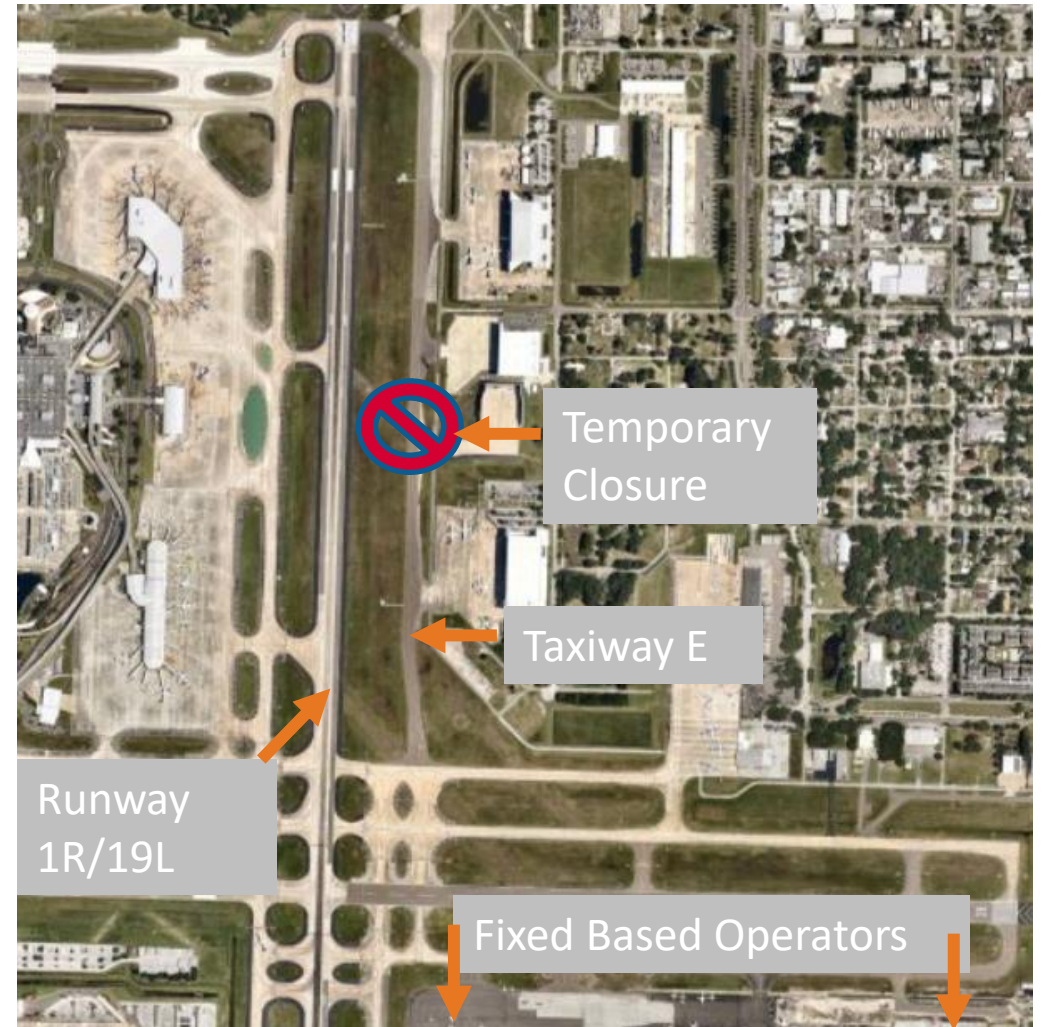 Temporary
Closure
Taxiway E
Runway
1R/19L
Fixed Based Operators